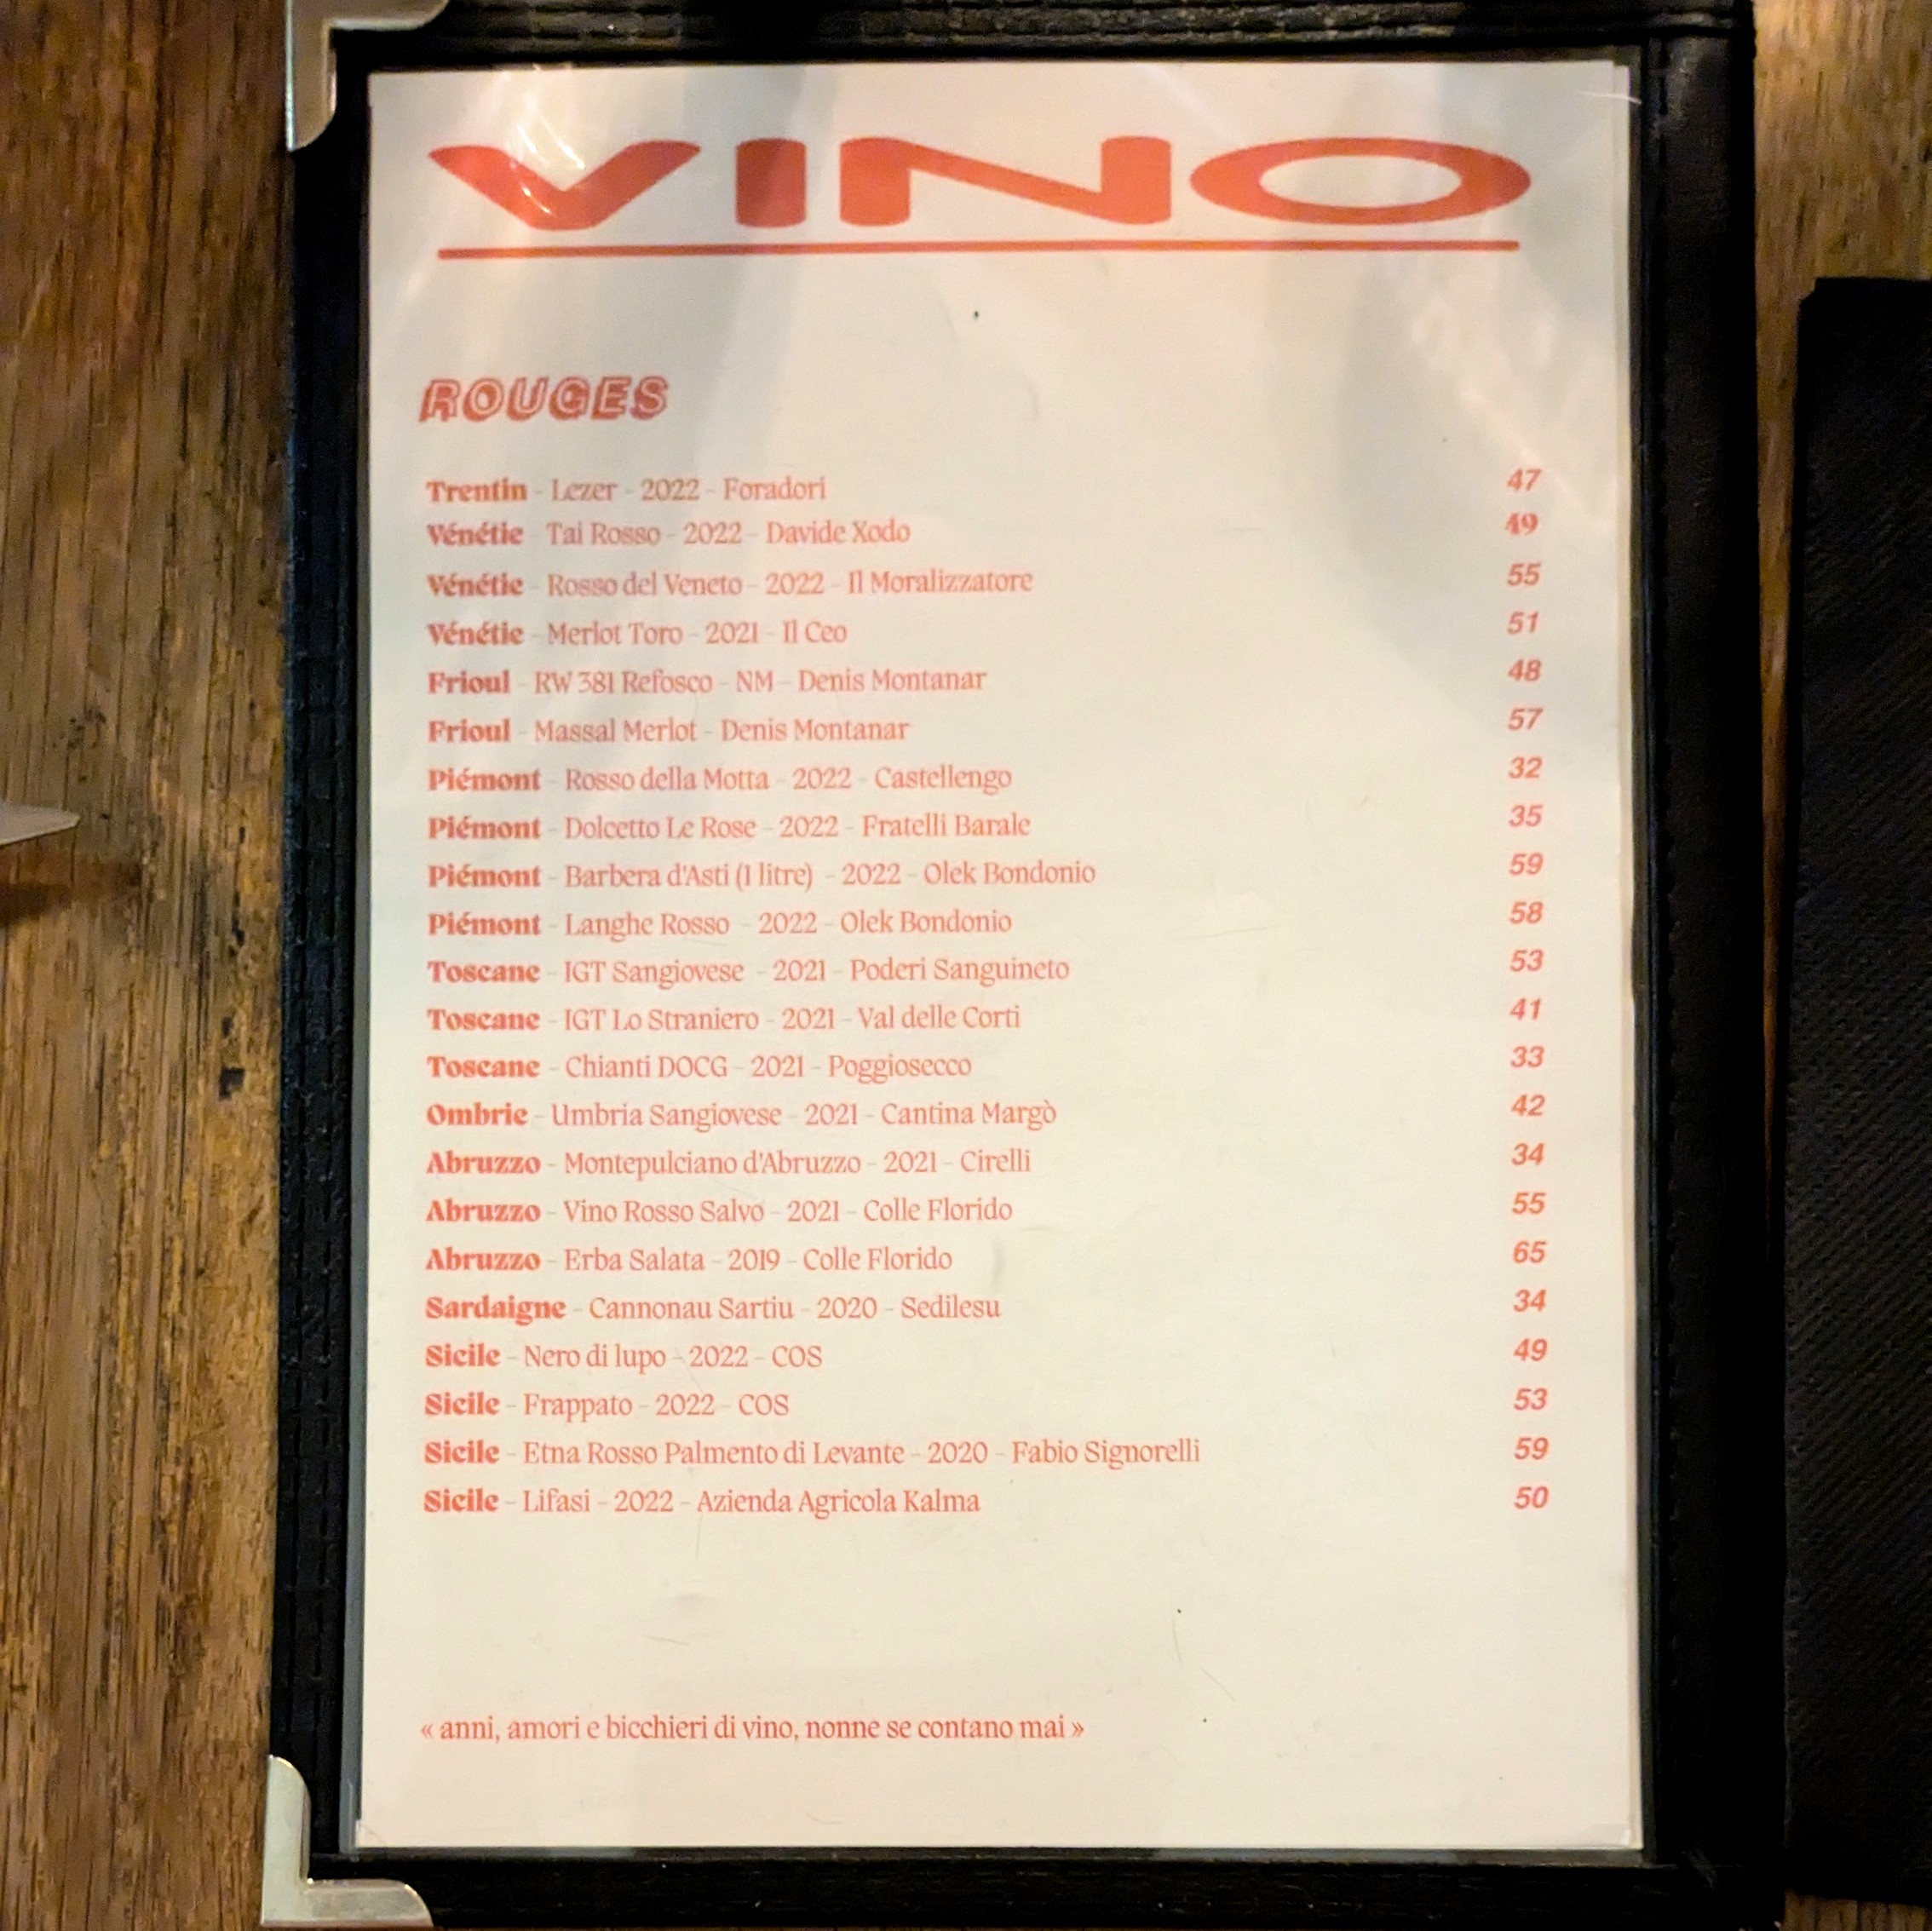 VINO
ROUGES
Trentin - Lezer - 2022 - Foradori 47
Vénétie - Tai Rosso - 2022 - Davide Xodo 49
Vénétie - Rosso del Veneto - 2022 - Il Moralizzatore 55
Vénétie - Merlot Toro - 2021 - Il Ceo 51
Frioul - RW 381 Refosco - NM - Denis Montanar 48
Frioul - Massal Merlot - Denis Montanar 57
Piémont - Rosso della Motta - 2022 - Castellengo 32
Piémont - Dolcetto Le Rose - 2022 - Fratelli Barale 35
Piémont - Barbera d'Asti (1 litre) - 2022 - Olek Bondonio 59
Piémont - Langhe Rosso - 2022 - Olek Bondonio 58
Toscane - IGT Sangiovese - 2021 - Poderi Sanguineto 53
Toscane - IGT Lo Straniero - 2021 - Val delle Corti 41
Toscane - Chianti DOCG - 2021 - Poggiosecco 33
Ombrie - Umbria Sangiovese - 2021 - Cantina Margò 42
Abruzzo - Montepulciano d'Abruzzo - 2021 - Cirelli 34
Abruzzo - Vino Rosso Salvo - 2021 - Colle Florido 55
Abruzzo - Erba Salata - 2019 - Colle Florido 65
Sardaigne - Cannonau Sartiu - 2020 - Sedilesu 34
Sicile - Nero di lupo - 2022 - COS 49
Sicile - Frappato - 2022 - COS 53
Sicile - Etna Rosso Palmento di Levante - 2020 - Fabio Signorelli 59
Sicile - Lifasi - 2022 - Azienda Agricola Kalma 50
« anni, amori e bicchieri di vino, nonne se contano mai »